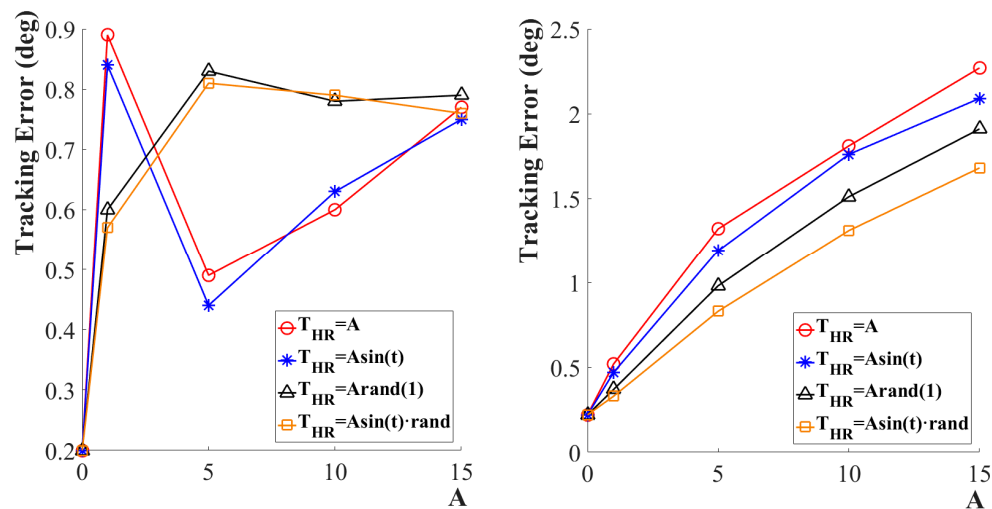 Tracking Error (deg)
0.9
0.8
0.7
0.6
0.5
0.4
0.3
0.2
0
5
10
15
A
T_HR=A
T_HR=Asin(t)
T_HR=Arand(1)
T_HR=Asin(t)·rand
Tracking Error (deg)
2.5
2
1.5
1
0.5
0
0
5
10
15
A
T_HR=A
T_HR=Asin(t)
T_HR=Arand(1)
T_HR=Asin(t)·rand